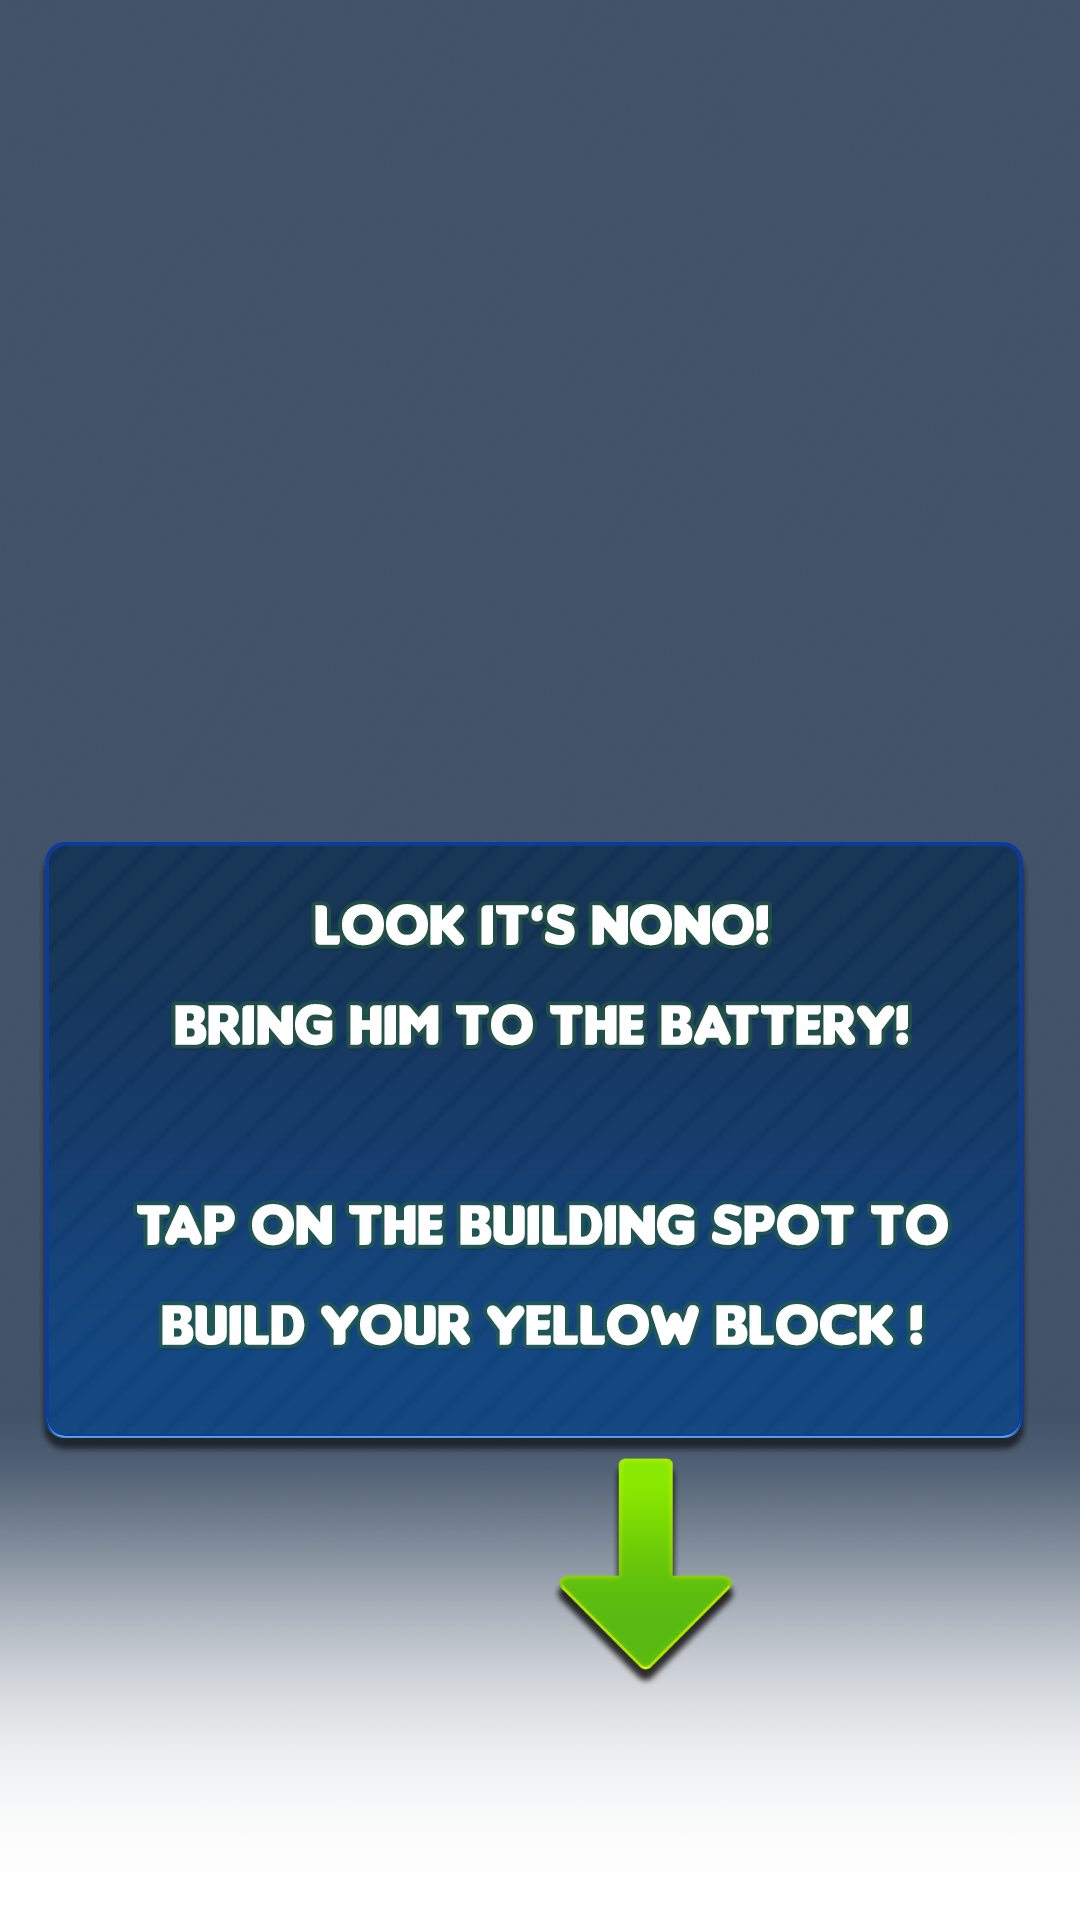 LOOK IT‘S NONO!
BRING HIM TO THE BATTERY!
TAP ON THE BUILDING SPOT TO
BUILD YOUR YELLOW BLOCK !